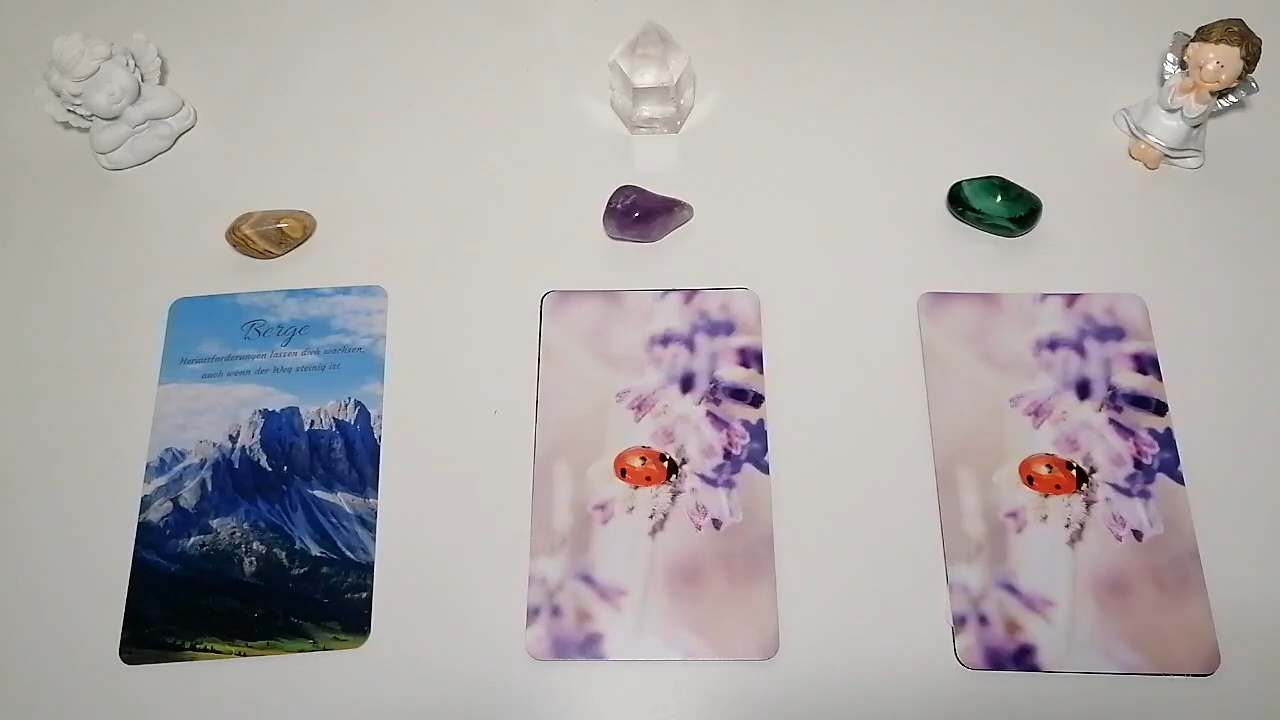 Berge
Herausforderungen lassen dich wachsen,
auch wenn der Weg steinig ist